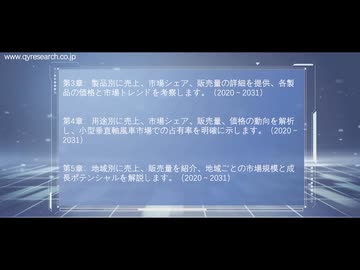 www.qyresearch.co.jp
第3章　製品別に売上、市場シェア、販売量の詳細を提供、各製
品の価格と市場トレンドを考察します。（2020～2031）
第4章　用途別に売上、市場シェア、販売量、価格の動向を解析
し、小型垂直軸風車市場での占有率を明確に示します。（2020～
2031）
第5章　地域別に売上、販売量を紹介、地域ごとの市場規模と成
長ポテンシャルを解説します。（2020～2031）